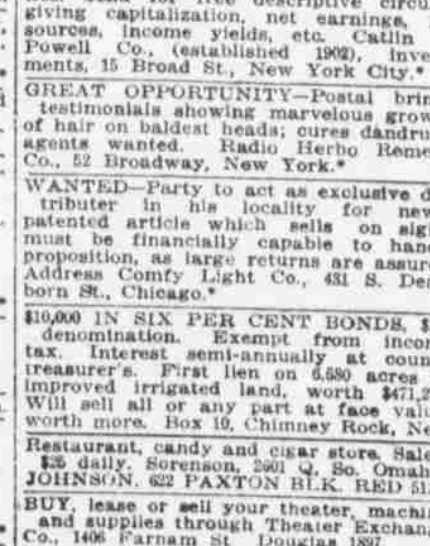 for free descriptive circu
giving capitalization, net earnings,
sources, income yields, etc. Catlin
Powell Co., (established 1902), inve
ments, 15 Broad St., New York City.*
GREAT OPPORTUNITY—Postal brin
testimonials showing marvelous grow
of hair on baldest heads; cures dandru
agents wanted. Radio Herbo Reme
Co., 52 Broadway, New York.*
WANTED—Party to act as exclusive d
tributer in his locality for new
patented article which sells on sig
must be financially capable to hand
proposition, as large returns are assure
Address Comfy Light Co., 431 S. Dea
born St., Chicago.*
$10,000 IN SIX PER CENT BONDS, $
denomination. Exempt from incom
tax. Interest semi-annually at coun
treasurer's. First lien on 6,680 acres
improved irrigated land, worth $471,2
Will sell all or any part at face valu
worth more. Box 10, Chimney Rock, Ne
Restaurant, candy and cigar store. Sale
$25 daily. Sorenson, 2601 Q. So. Omah
JOHNSON. 622 PAXTON BLK. RED 51
BUY, lease or sell your theater, machi
and supplies through Theater Exchan
Co., 1406 Farnam St. Douglas 1897